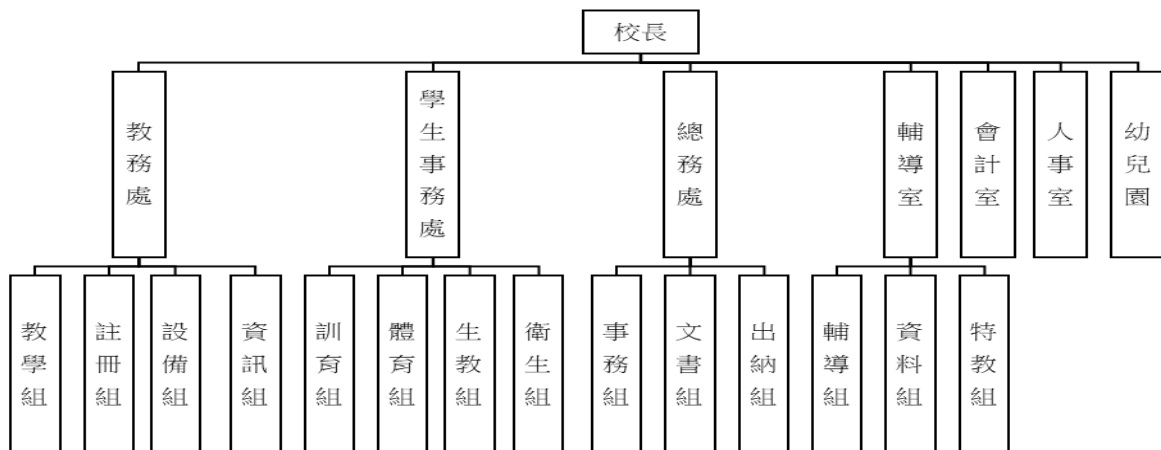 校長
教務處
學生事務處
總務處
輔導室
會計室
人事室
幼兒園
教學組
註冊組
設備組
資訊組
訓育組
體育組
生教組
衛生組
事務組
文書組
出納組
輔導組
資料組
特教組